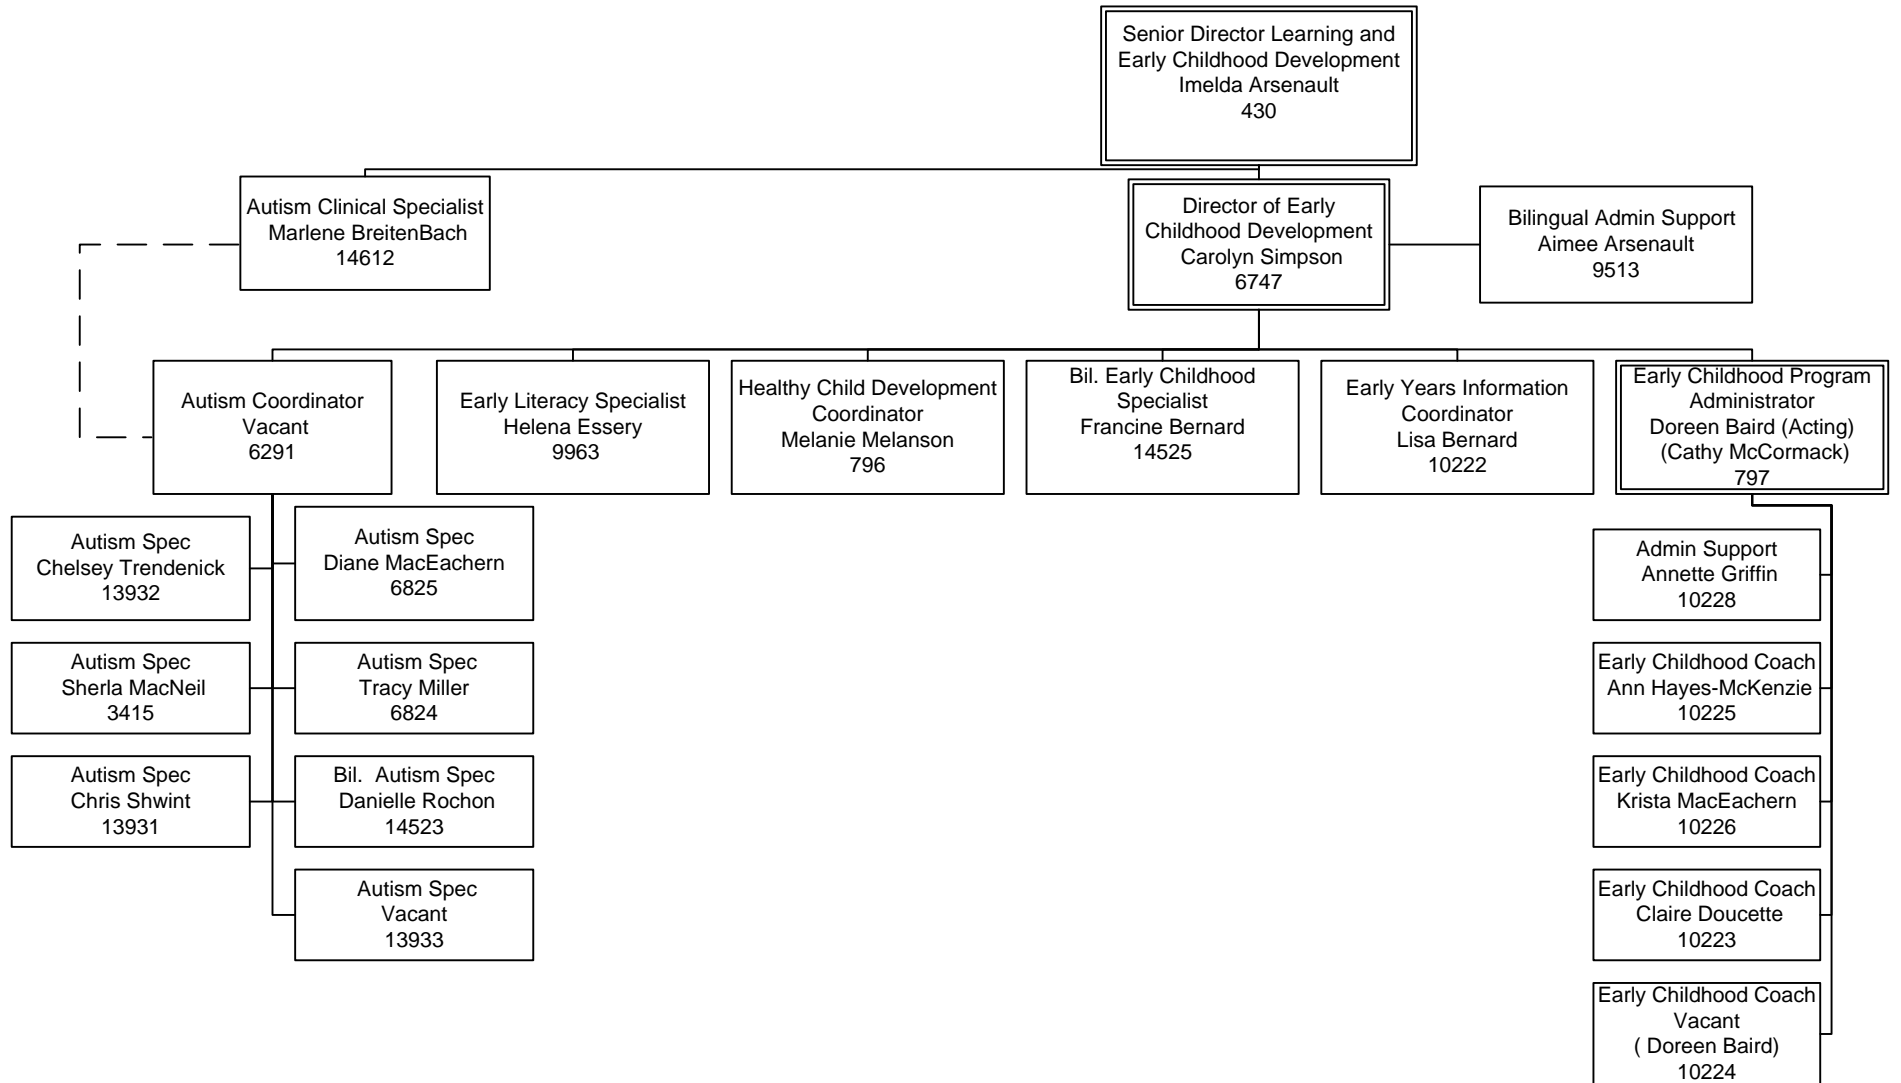 Senior Director Learning and
Early Childhood Development
Imelda Arsenault
430
Autism Clinical Specialist
Marlene BreitenBach
14612
Director of Early
Childhood Development
Carolyn Simpson
6747
Bilingual Admin Support
Aimee Arsenault
9513
Autism Coordinator
Vacant
6291
Early Literacy Specialist
Helena Essery
9963
Healthy Child Development
Coordinator
Melanie Melanson
796
Bil. Early Childhood
Specialist
Francine Bernard
14525
Early Years Information
Coordinator
Lisa Bernard
10222
Early Childhood Program
Administrator
Doreen Baird (Acting)
(Cathy McCormack)
797
Autism Spec
Chelsey Trendenick
13932
Autism Spec
Diane MacEachern
6825
Admin Support
Annette Griffin
10228
Autism Spec
Sherla MacNeil
3415
Autism Spec
Tracy Miller
6824
Early Childhood Coach
Ann Hayes-McKenzie
10225
Autism Spec
Chris Shwint
13931
Bil. Autism Spec
Danielle Rochon
14523
Early Childhood Coach
Krista MacEachern
10226
Autism Spec
Vacant
13933
Early Childhood Coach
Claire Doucette
10223
Early Childhood Coach
Vacant
( Doreen Baird)
10224